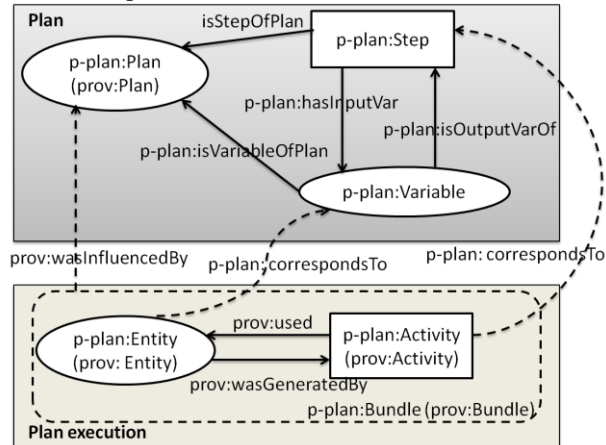 Plan
isStepOfPlan
p-plan:Step
p-plan:Plan
(prov:Plan)
p-plan:hasInputVar
p-plan:isOutputVarOf
p-plan:isVariableOfPlan
p-plan:Variable
prov:wasInfluencedBy
p-plan:correspondsTo
p-plan: correspondsTo
prov:used
p-plan:Entity
(prov: Entity)
p-plan:Activity
(prov:Activity)
prov:wasGeneratedBy
p-plan:Bundle (prov:Bundle)
Plan execution